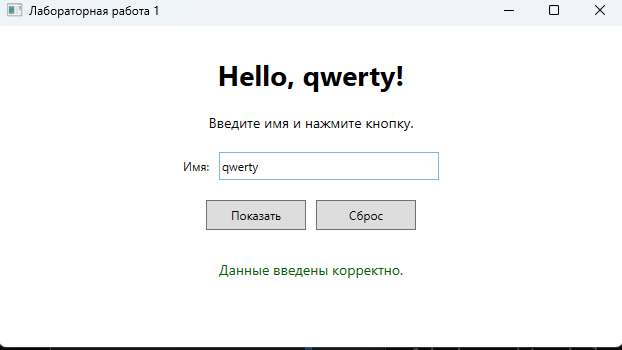 Лабораторная работа 1
Hello, qwerty!
Введите имя и нажмите кнопку.
Имя: qwerty
Показать Сброс
Данные введены корректно.